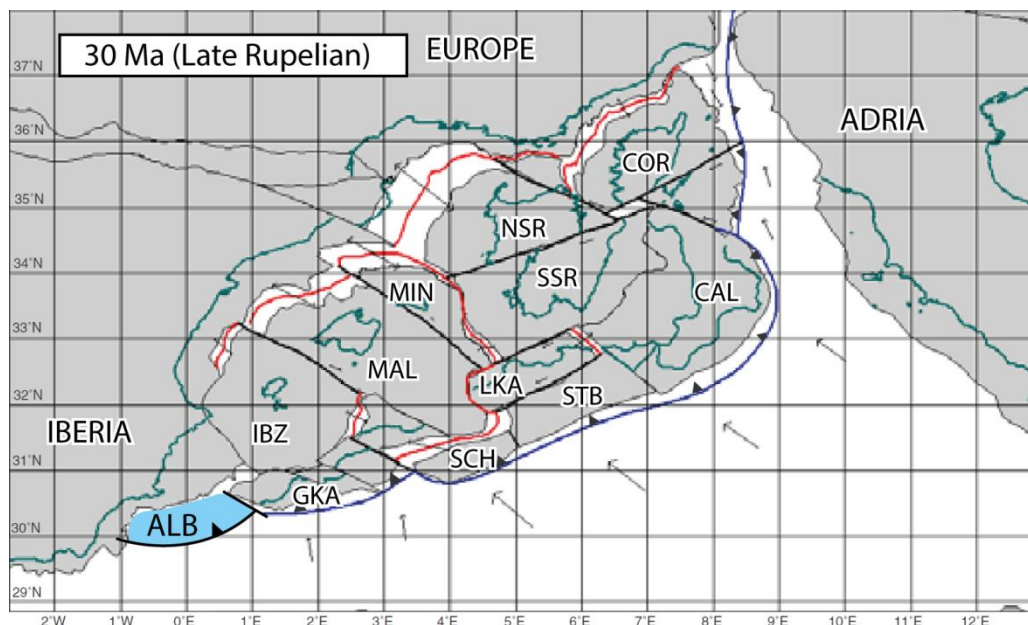 30 Ma (Late Rupelian)
EUROPE
37°N
ADRIA
36°N
COR
35°N
NSR
34°N
SSR
MIN
CAL
33°N
MAL
LKA
STB
32°N
IBERIA
IBZ
SCH
31°N
GKA
ALB
30°N
29°N
2°W 1°W 0°E 1°E 2°E 3°E 4°E 5°E 6°E 7°E 8°E 9°E 10°E 11°E 12°E